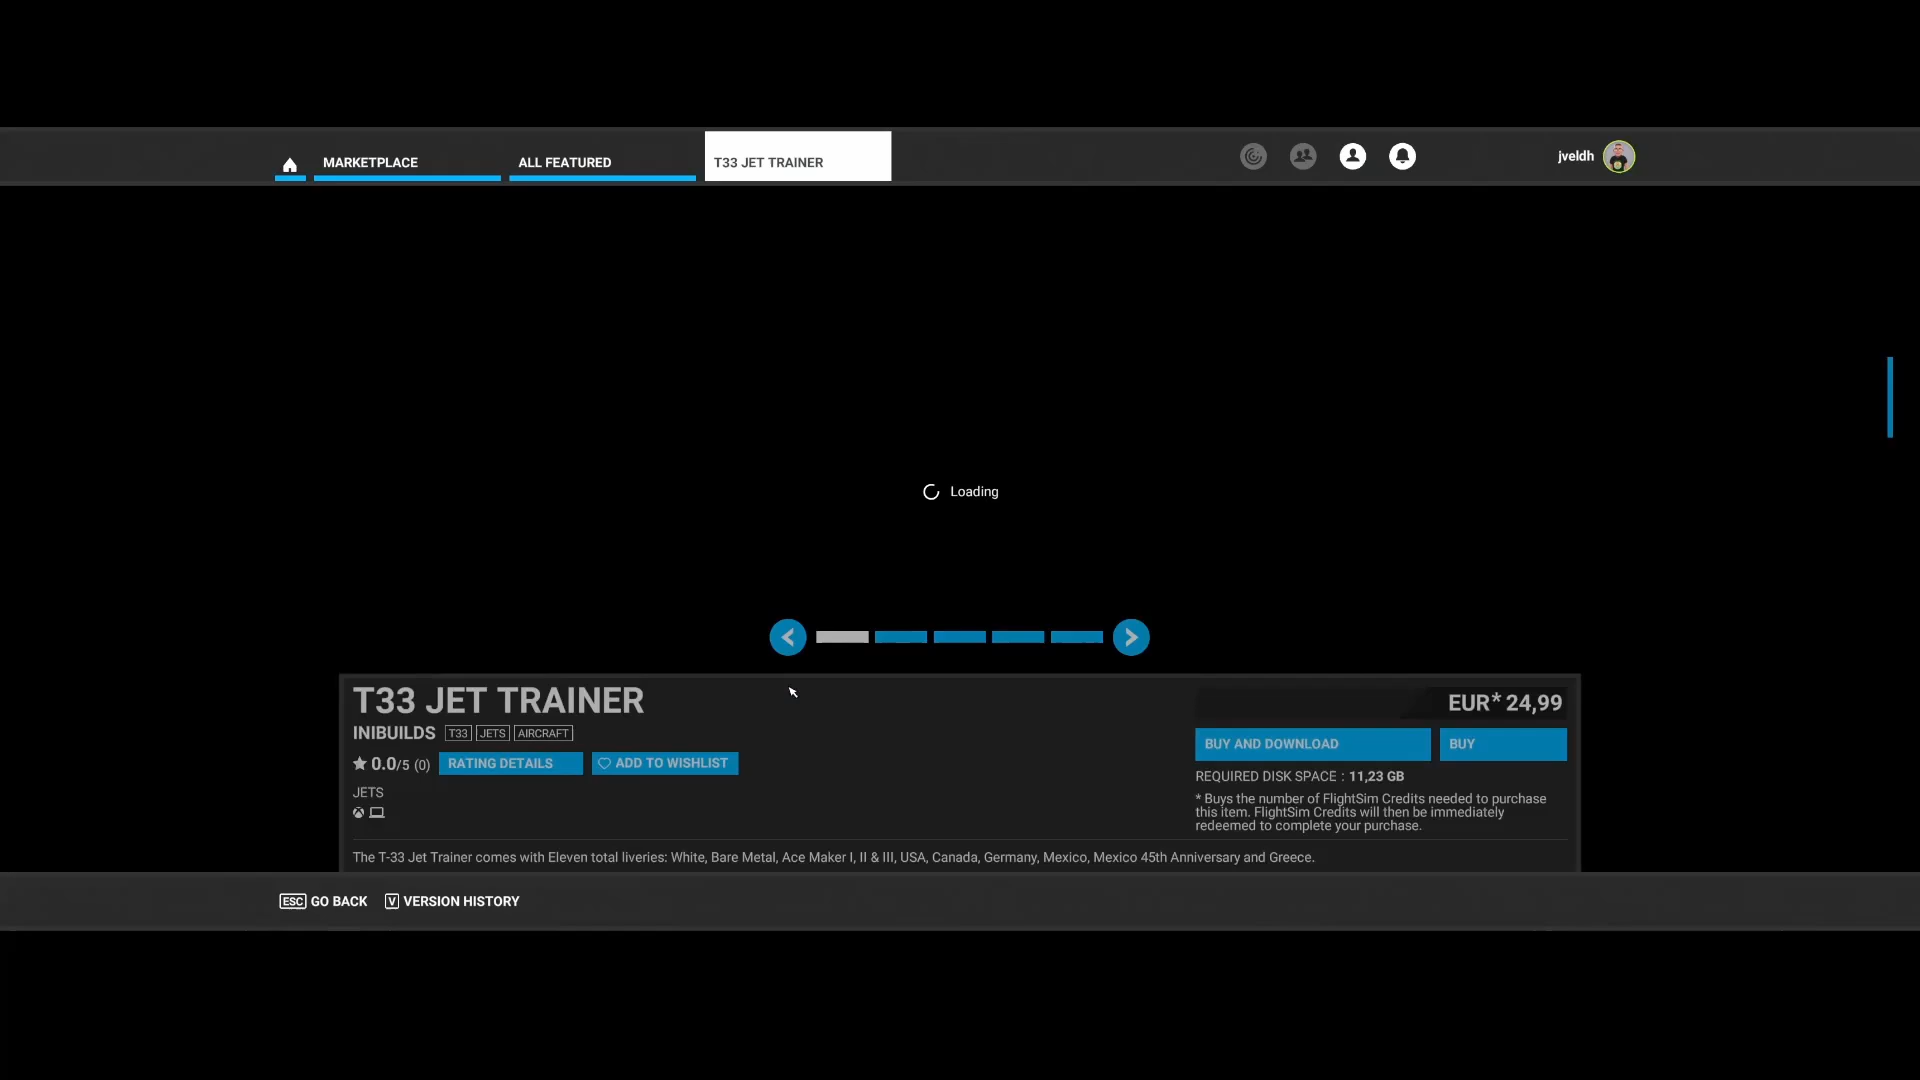 MARKETPLACE
ALL FEATURED
T33 JET TRAINER
jveldh
Loading
T33 JET TRAINER
EUR* 24,99
INIBUILDS T33 JETS AIRCRAFT
BUY AND DOWNLOAD
BUY
0.0/5 (0) RATING DETAILS ADD TO WISHLIST
REQUIRED DISK SPACE : 11,23 GB
JETS
* Buys the number of FlightSim Credits needed to purchase
this item. FlightSim Credits will then be immediately
redeemed to complete your purchase.
The T-33 Jet Trainer comes with Eleven total liveries: White, Bare Metal, Ace Maker I, II & III, USA, Canada, Germany, Mexico, Mexico 45th Anniversary and Greece.
ESC GO BACK V VERSION HISTORY